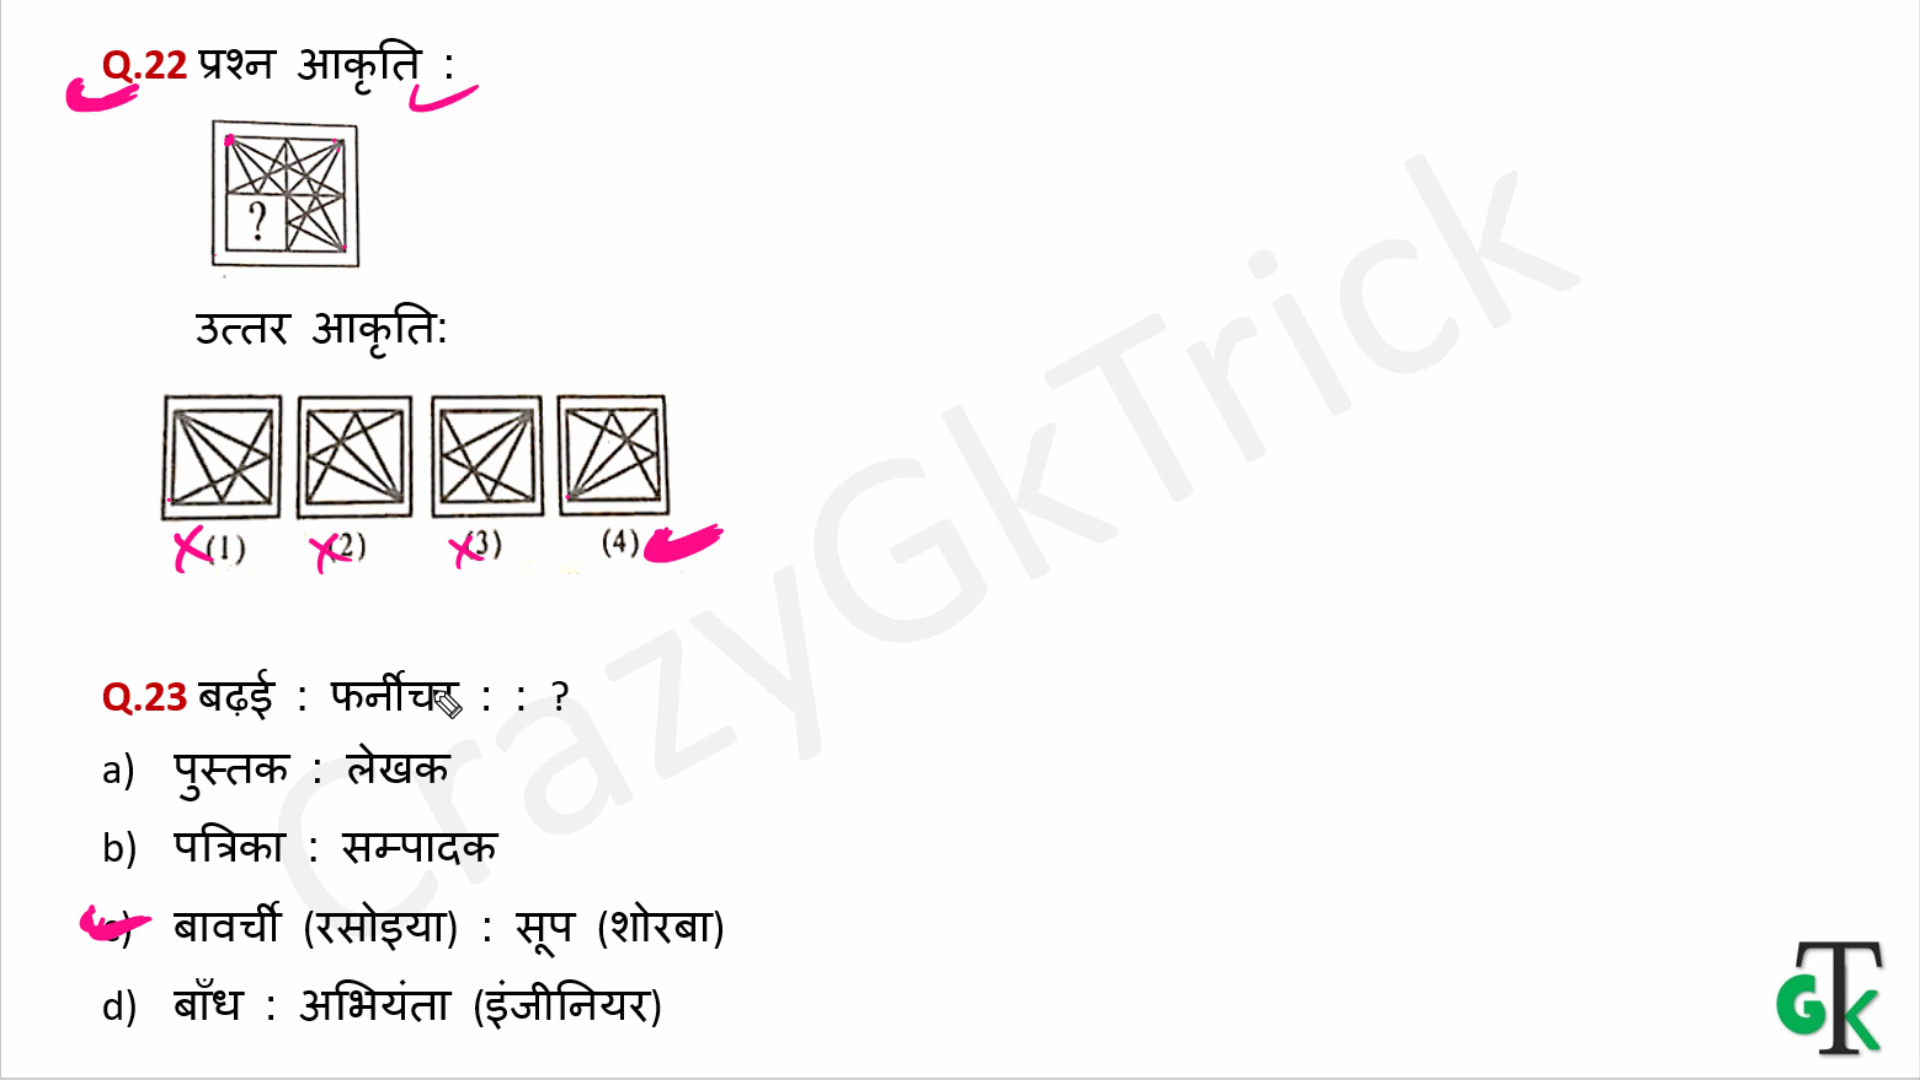 Q.22 प्रश्न आकृति :
?
उत्तर आकृति:
(1) (2) (3) (4)
Q.23 बढ़ई : फर्नीचर : : ?
a) पुस्तक : लेखक
b) पत्रिका : सम्पादक
c) बावर्ची (रसोइया) : सूप (शोरबा)
d) बाँध : अभियंता (इंजीनियर)
CrazyGkTrick
GTK